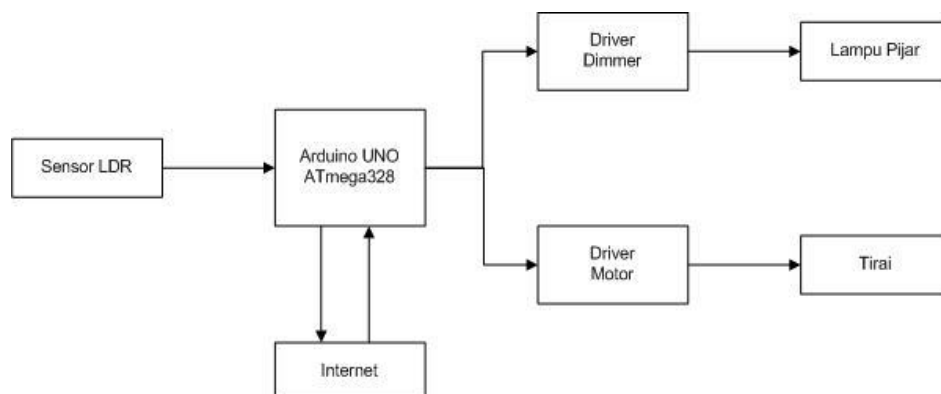 Sensor LDR
Arduino UNO
ATmega328
Internet
Driver
Dimmer
Lampu Pijar
Driver
Motor
Tirai